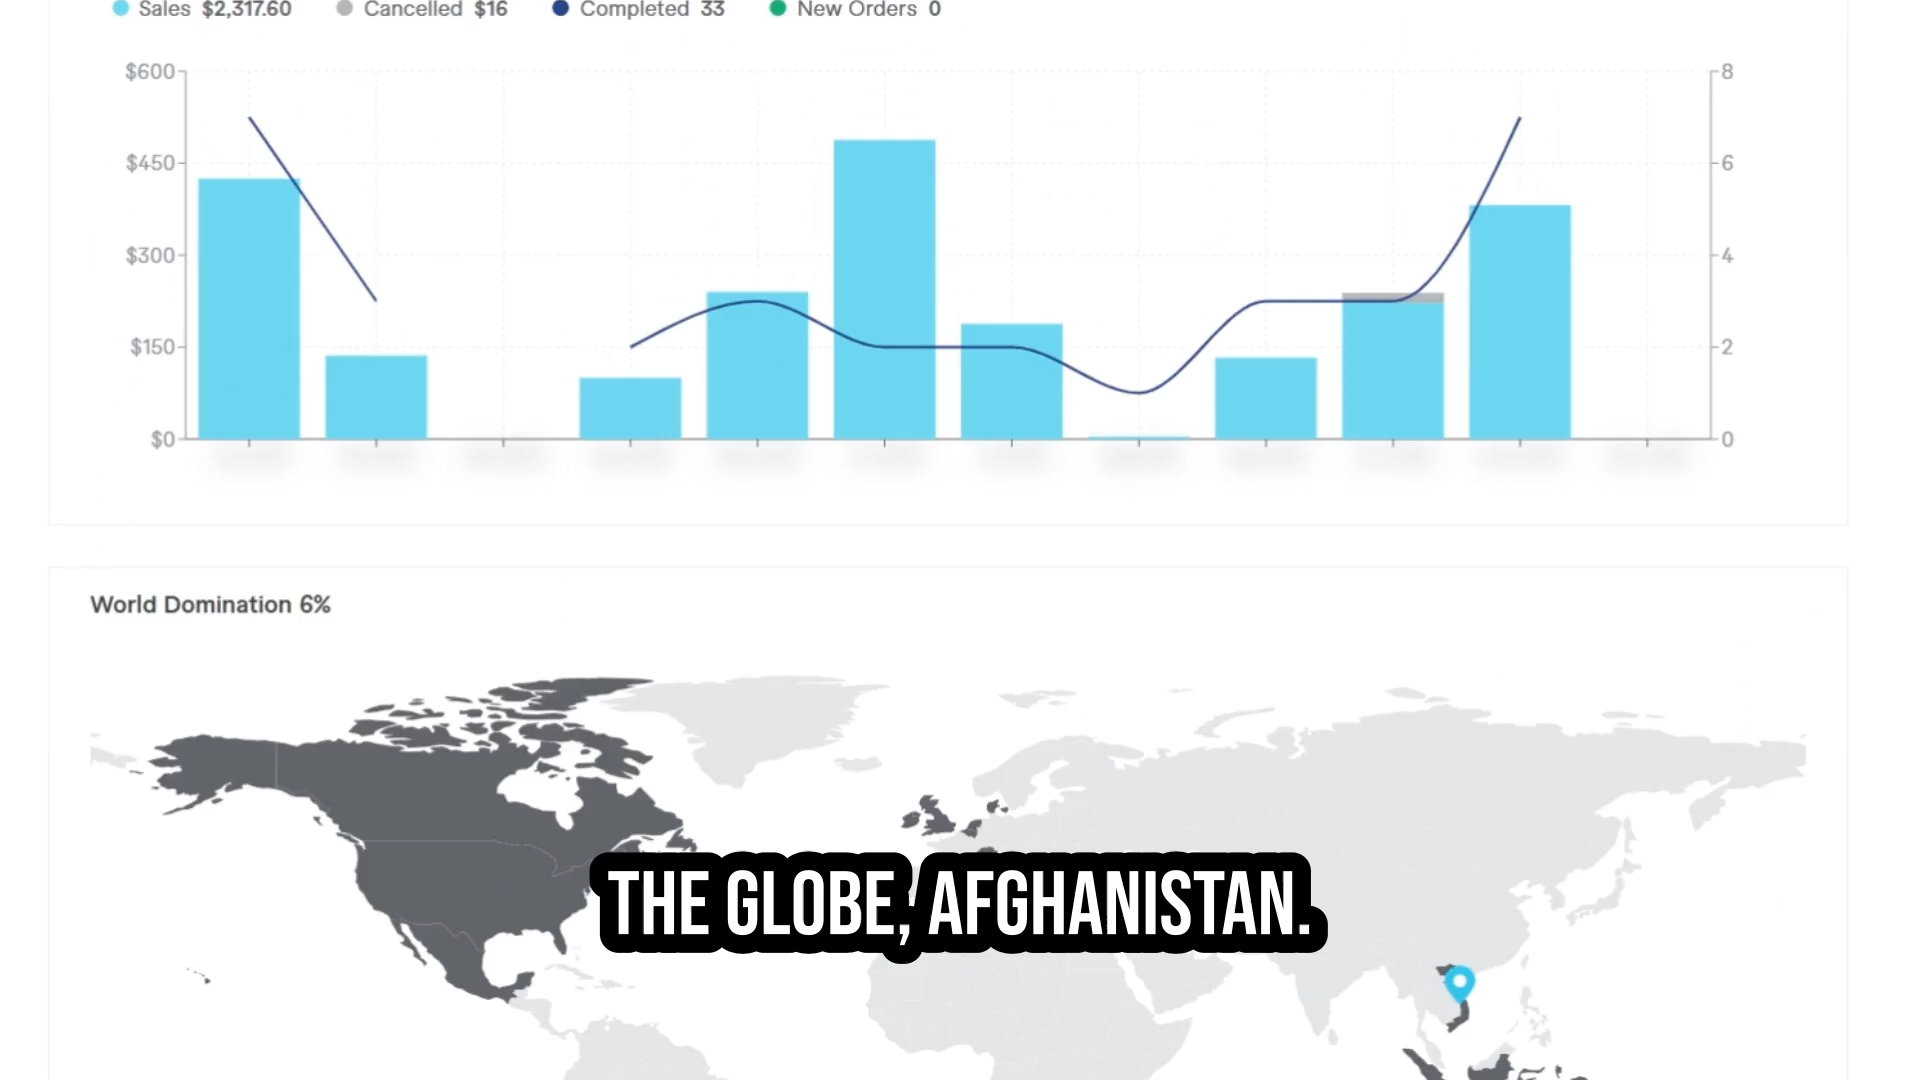 Sales $2,317.60 Cancelled $16 Completed 33 New Orders 0
$600 8
$450 6
$300 4
$150 2
$0 0
World Domination 6%
THE GLOBE, AFGHANISTAN.